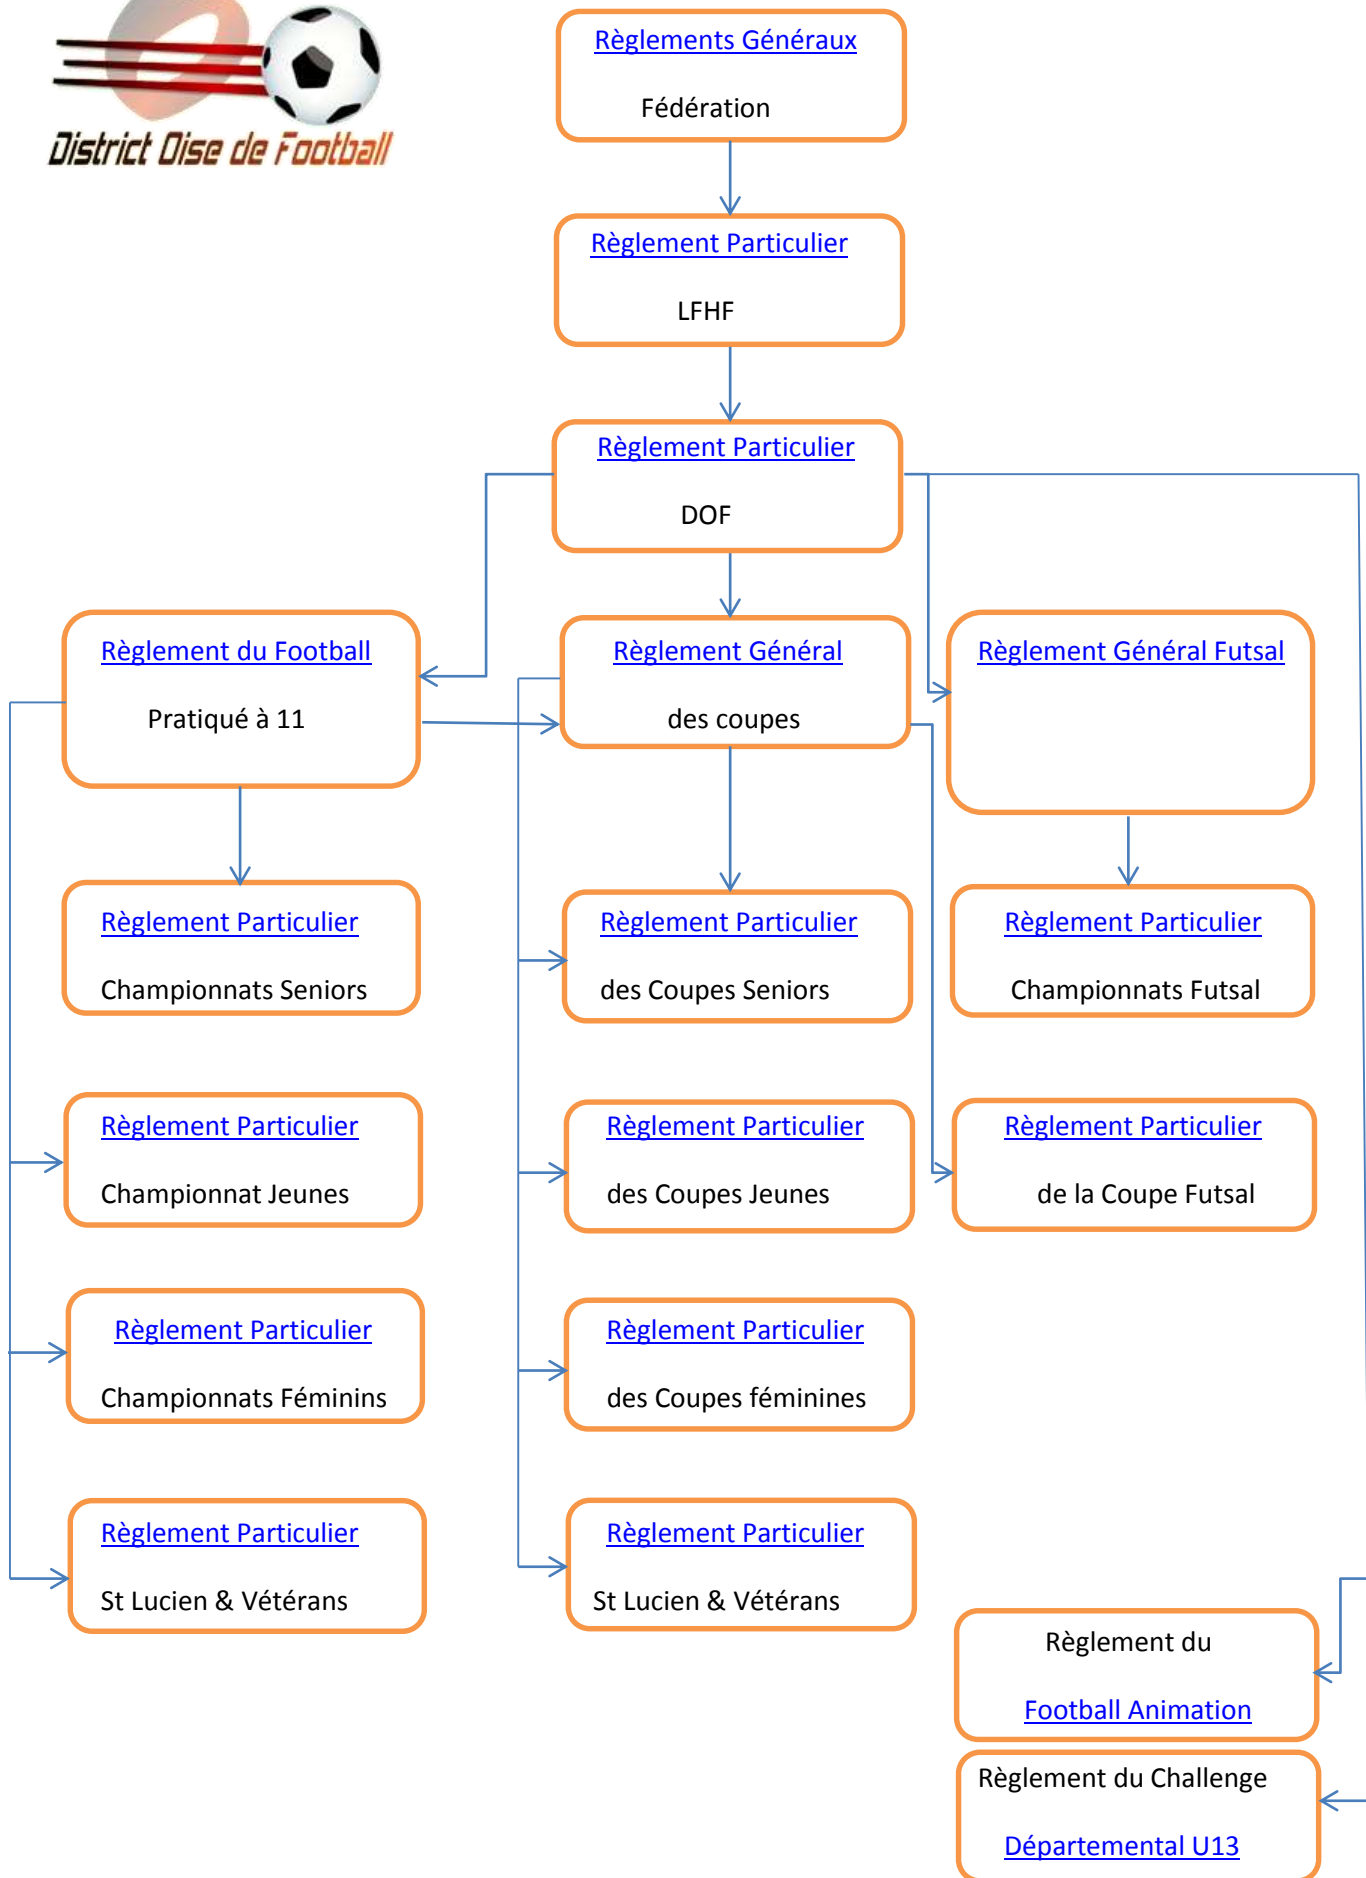 District Oise de Football
Règlements Généraux
Fédération
Règlement Particulier
LFHF
Règlement Particulier
DOF
Règlement du Football
Pratiqué à 11
Règlement Général
des coupes
Règlement Général Futsal
Règlement Particulier
Championnats Seniors
Règlement Particulier
des Coupes Seniors
Règlement Particulier
Championnats Futsal
Règlement Particulier
Championnat Jeunes
Règlement Particulier
des Coupes Jeunes
Règlement Particulier
de la Coupe Futsal
Règlement Particulier
Championnats Féminins
Règlement Particulier
des Coupes féminines
Règlement Particulier
St Lucien & Vétérans
Règlement Particulier
St Lucien & Vétérans
Règlement du
Football Animation
Règlement du Challenge
Départemental U13